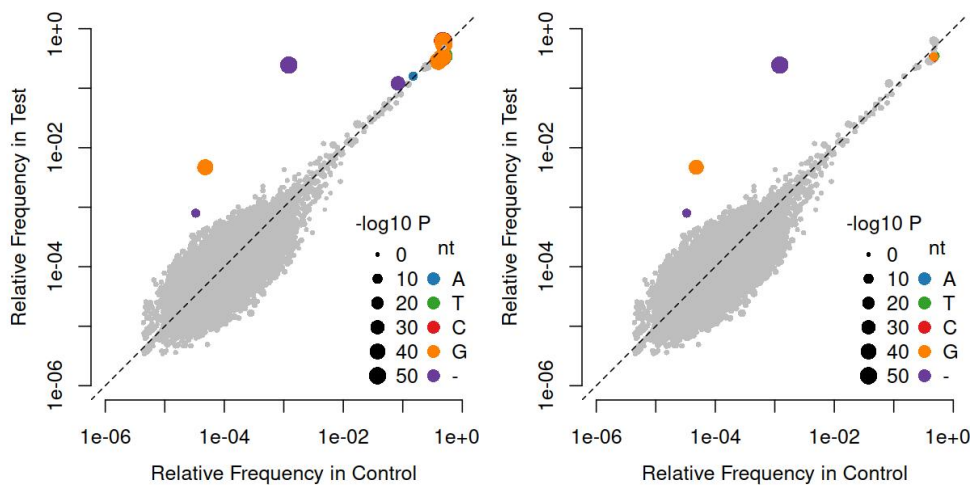 1e+0
1e-02
1e-04
1e-06
Relative Frequency in Test
-log10 P
nt
0
10 A
20 T
30 C
40 G
50 -
1e-06 1e-04 1e-02 1e+0
Relative Frequency in Control
1e+0
1e-02
1e-04
1e-06
Relative Frequency in Test
-log10 P
nt
0
10 A
20 T
30 C
40 G
50 -
1e-06 1e-04 1e-02 1e+0
Relative Frequency in Control